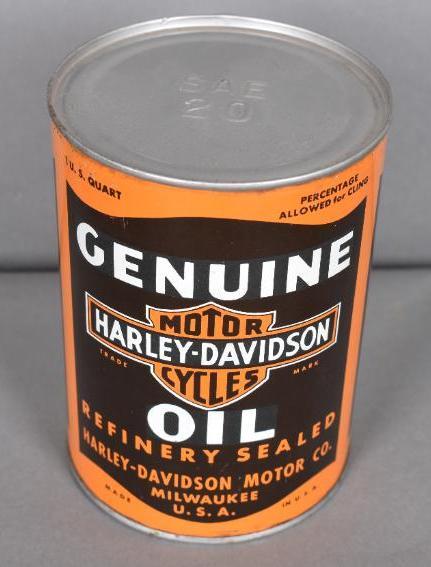 SAE
20
1 U.S. QUART
PERCENTAGE
ALLOWED for CLING
GENUINE
MOTOR
HARLEY-DAVIDSON
TRADE MARK
CYCLES
OIL
REFINERY SEALED
HARLEY-DAVIDSON MOTOR CO.
MILWAUKEE
MADE IN U.S.A.
U.S.A.